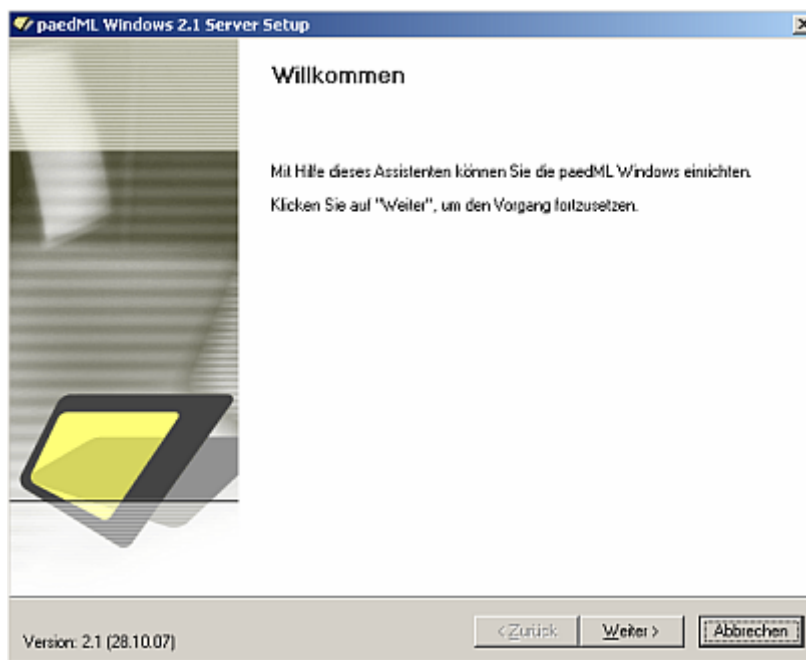 paedML Windows 2.1 Server Setup
Willkommen
Mit Hilfe dieses Assistenten können Sie die paedML Windows einrichten.
Klicken Sie auf "Weiter", um den Vorgang fortzusetzen.
Version: 2.1 (28.10.07)
< Zurück Weiter > Abbrechen